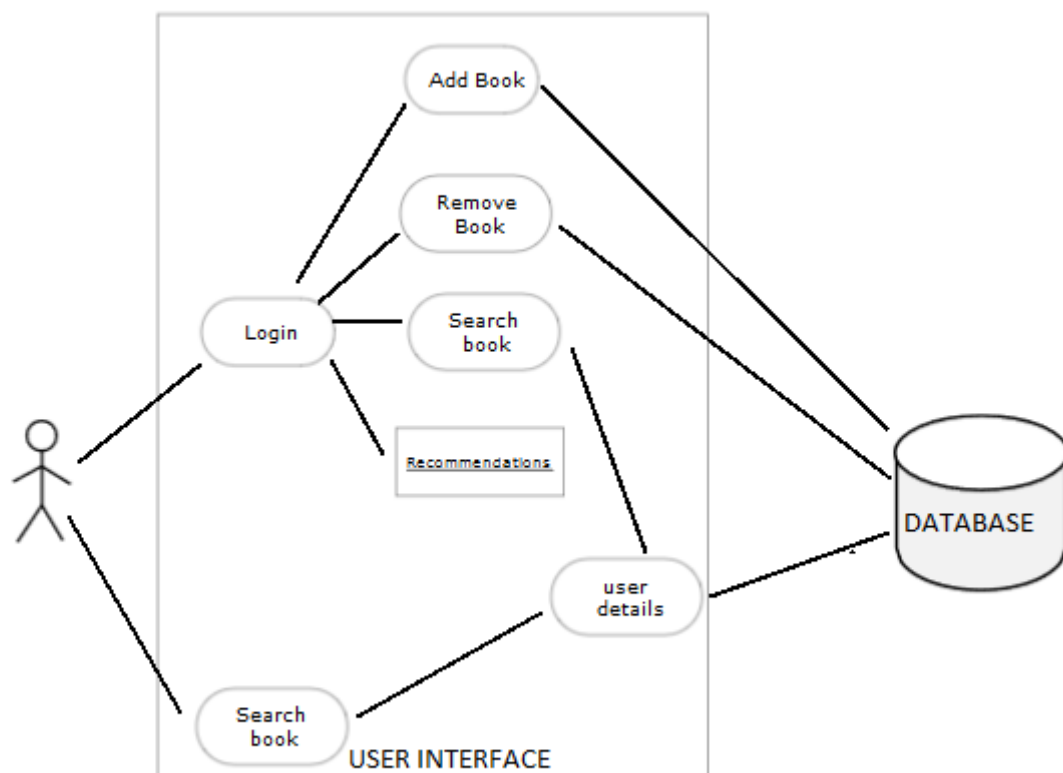 Add Book
Remove
Book
Search
book
Login
Recommendations
DATABASE
user
details
Search
book
USER INTERFACE